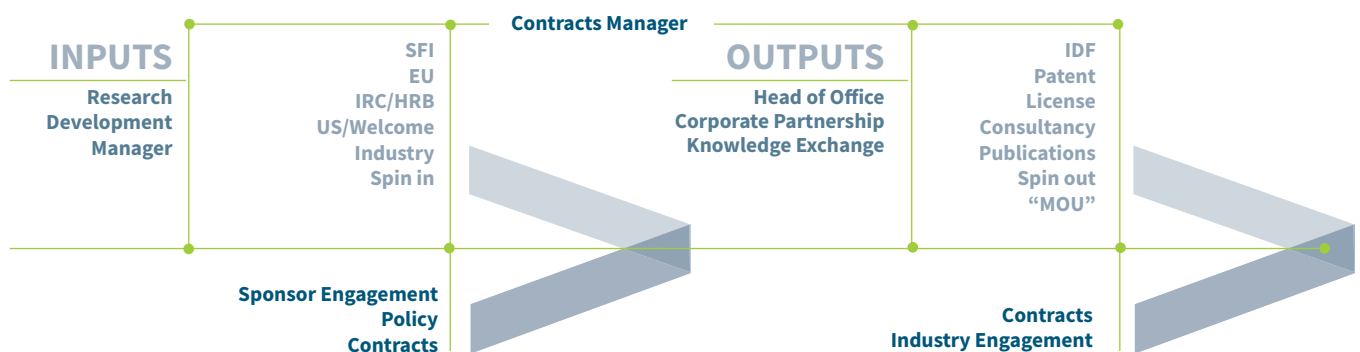 Contracts Manager
INPUTS
Research
Development
Manager
SFI
EU
IRC/HRB
US/Welcome
Industry
Spin in
OUTPUTS
Head of Office
Corporate Partnership
Knowledge Exchange
IDF
Patent
License
Consultancy
Publications
Spin out
“MOU”
Sponsor Engagement
Policy
Contracts
Contracts
Industry Engagement